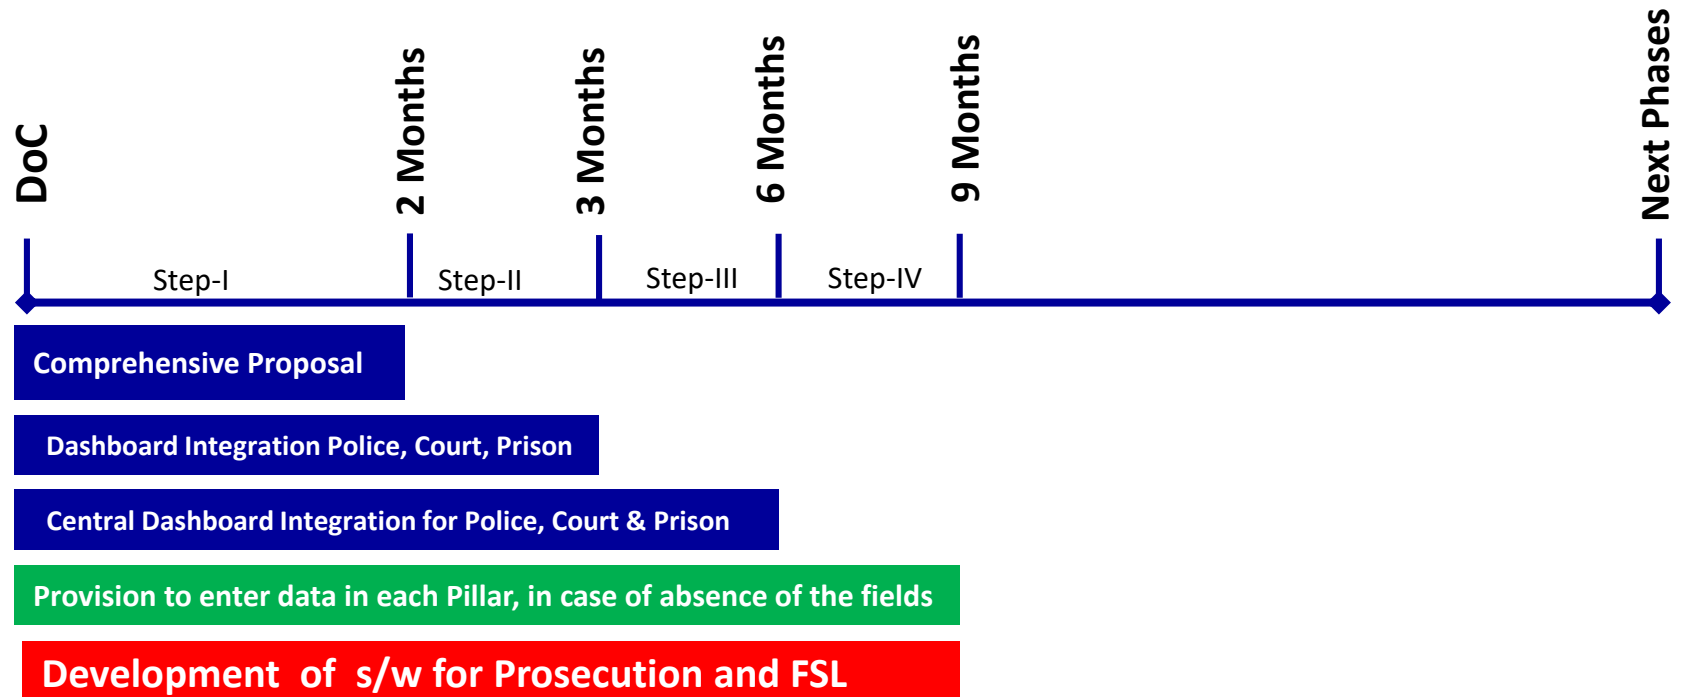 DoC
2 Months
3 Months
6 Months
9 Months
Next Phases
Step-I
Step-II
Step-III
Step-IV
Comprehensive Proposal
Dashboard Integration Police, Court, Prison
Central Dashboard Integration for Police, Court & Prison
Provision to enter data in each Pillar, in case of absence of the fields
Development of s/w for Prosecution and FSL